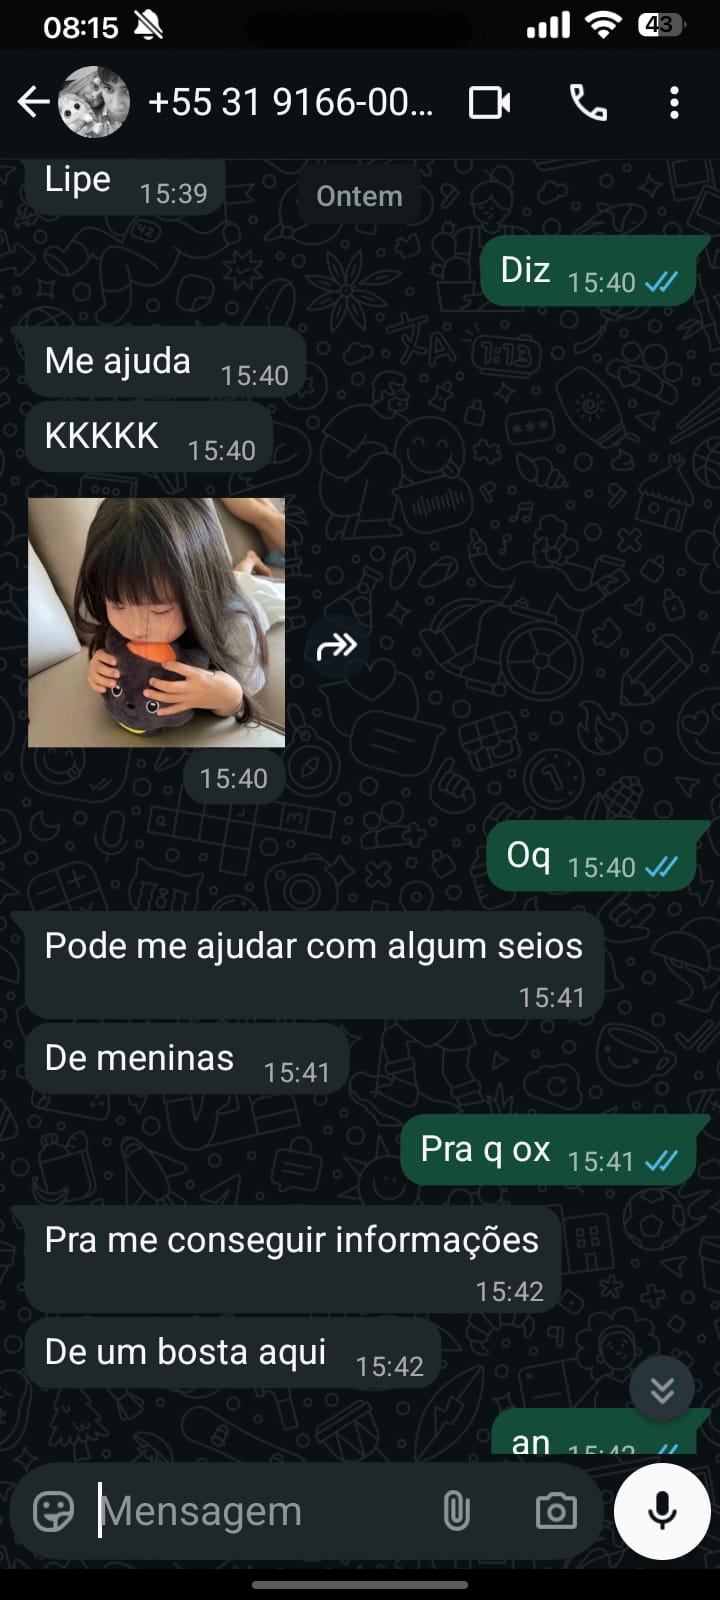 08:15
43
+55 31 9166-00...
Lipe 15:39
Ontem
Diz 15:40
Me ajuda 15:40
KKKKK 15:40
15:40
Oq 15:40
Pode me ajudar com algum seios
15:41
De meninas 15:41
Pra q ox 15:41
Pra me conseguir informações
15:42
De um bosta aqui 15:42
an 15:42
Mensagem